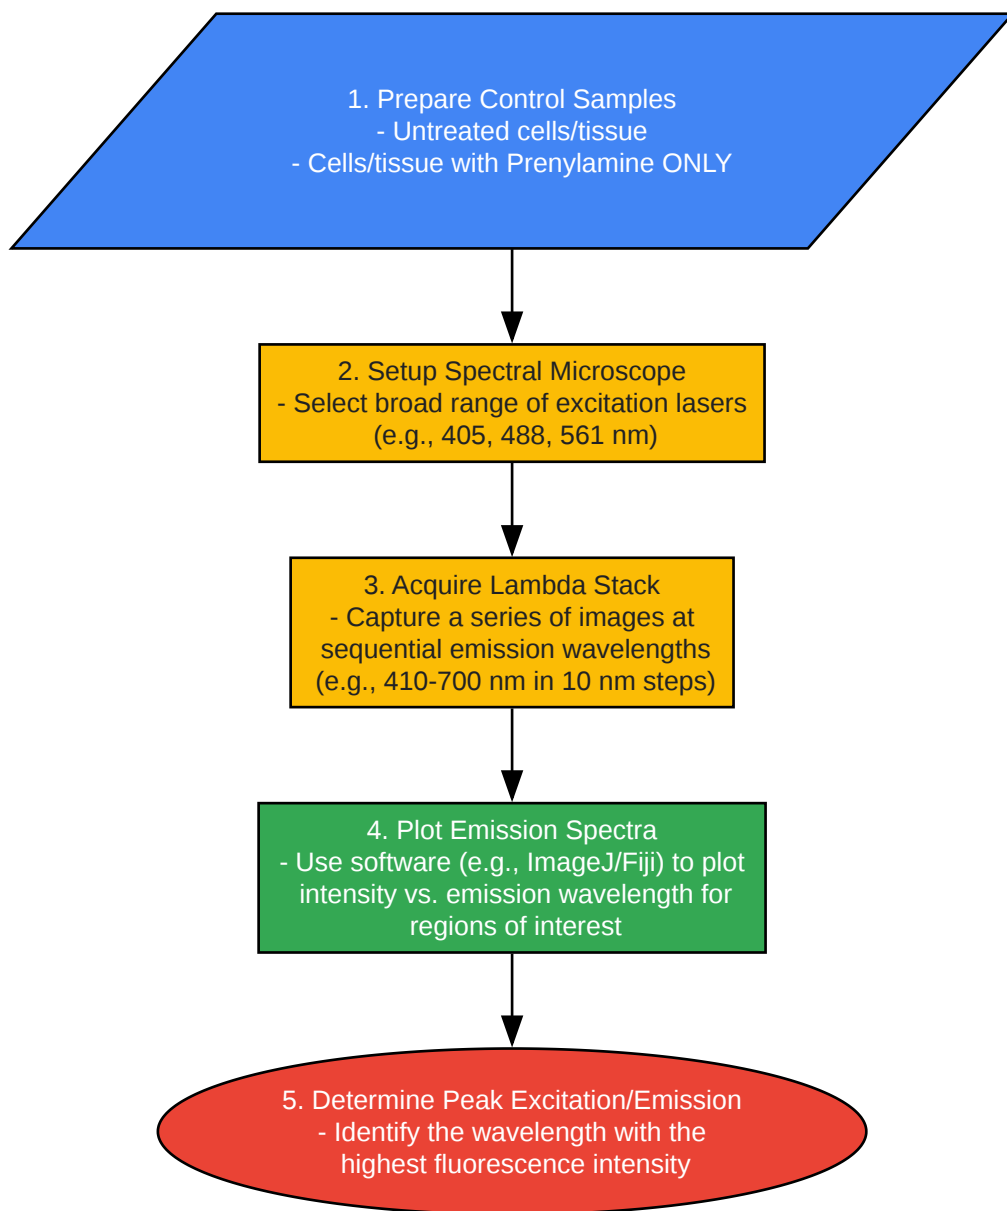 1. Prepare Control Samples
- Untreated cells/tissue
- Cells/tissue with Prenylamine ONLY
2. Setup Spectral Microscope
- Select broad range of excitation lasers
(e.g., 405, 488, 561 nm)
3. Acquire Lambda Stack
- Capture a series of images at
sequential emission wavelengths
(e.g., 410-700 nm in 10 nm steps)
4. Plot Emission Spectra
- Use software (e.g., ImageJ/Fiji) to plot
intensity vs. emission wavelength for
regions of interest
5. Determine Peak Excitation/Emission
- Identify the wavelength with the
highest fluorescence intensity